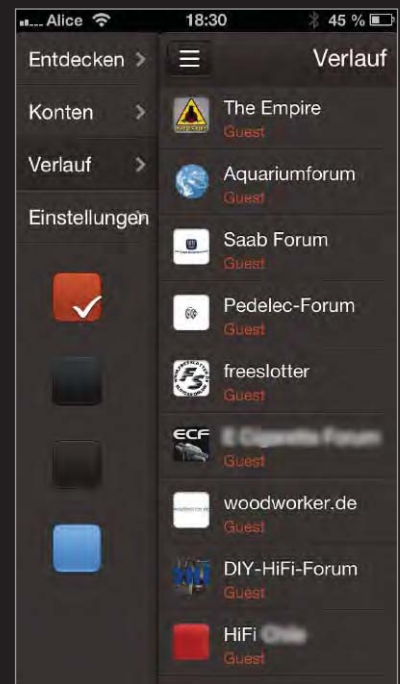 Alice 18:30 45 %
Entdecken
Konten
Verlauf
Einstellungen
Verlauf
The Empire
Guest
Aquariumforum
Guest
Saab Forum
Guest
Pedelec-Forum
Guest
freeslotter
Guest
ECF
Guest
woodworker.de
Guest
DIY-HiFi-Forum
Guest
HiFi
Guest